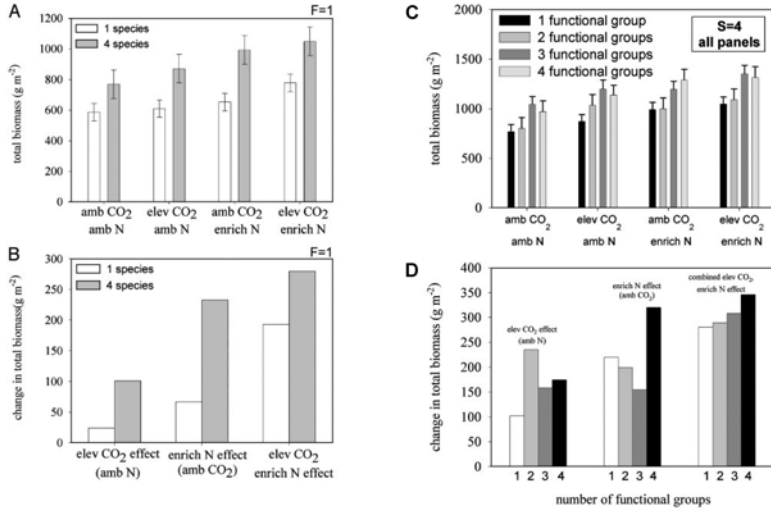 A
F=1
1 species
4 species
total biomass (g m⁻²)
1200
1000
800
600
400
200
0
amb CO₂ elev CO₂ amb CO₂ elev CO₂
amb N amb N enrich N enrich N
B
F=1
1 species
4 species
change in total biomass(g m⁻²)
300
250
200
150
100
50
0
elev CO₂ effect enrich N effect elev CO₂
(amb N) (amb CO₂) enrich N effect
C
1 functional group
2 functional groups
3 functional groups
4 functional groups
S=4
all panels
total biomass (g m⁻²)
2000
1500
1000
500
0
amb CO₂ elev CO₂ amb CO₂ elev CO₂
amb N amb N enrich N enrich N
D
change in total biomass (g m⁻²)
400
350
300
250
200
150
100
50
0
elev CO₂ effect
(amb N)
enrich N effect
(amb CO₂)
combined elev CO₂,
enrich N effect
1 2 3 4 1 2 3 4 1 2 3 4
number of functional groups